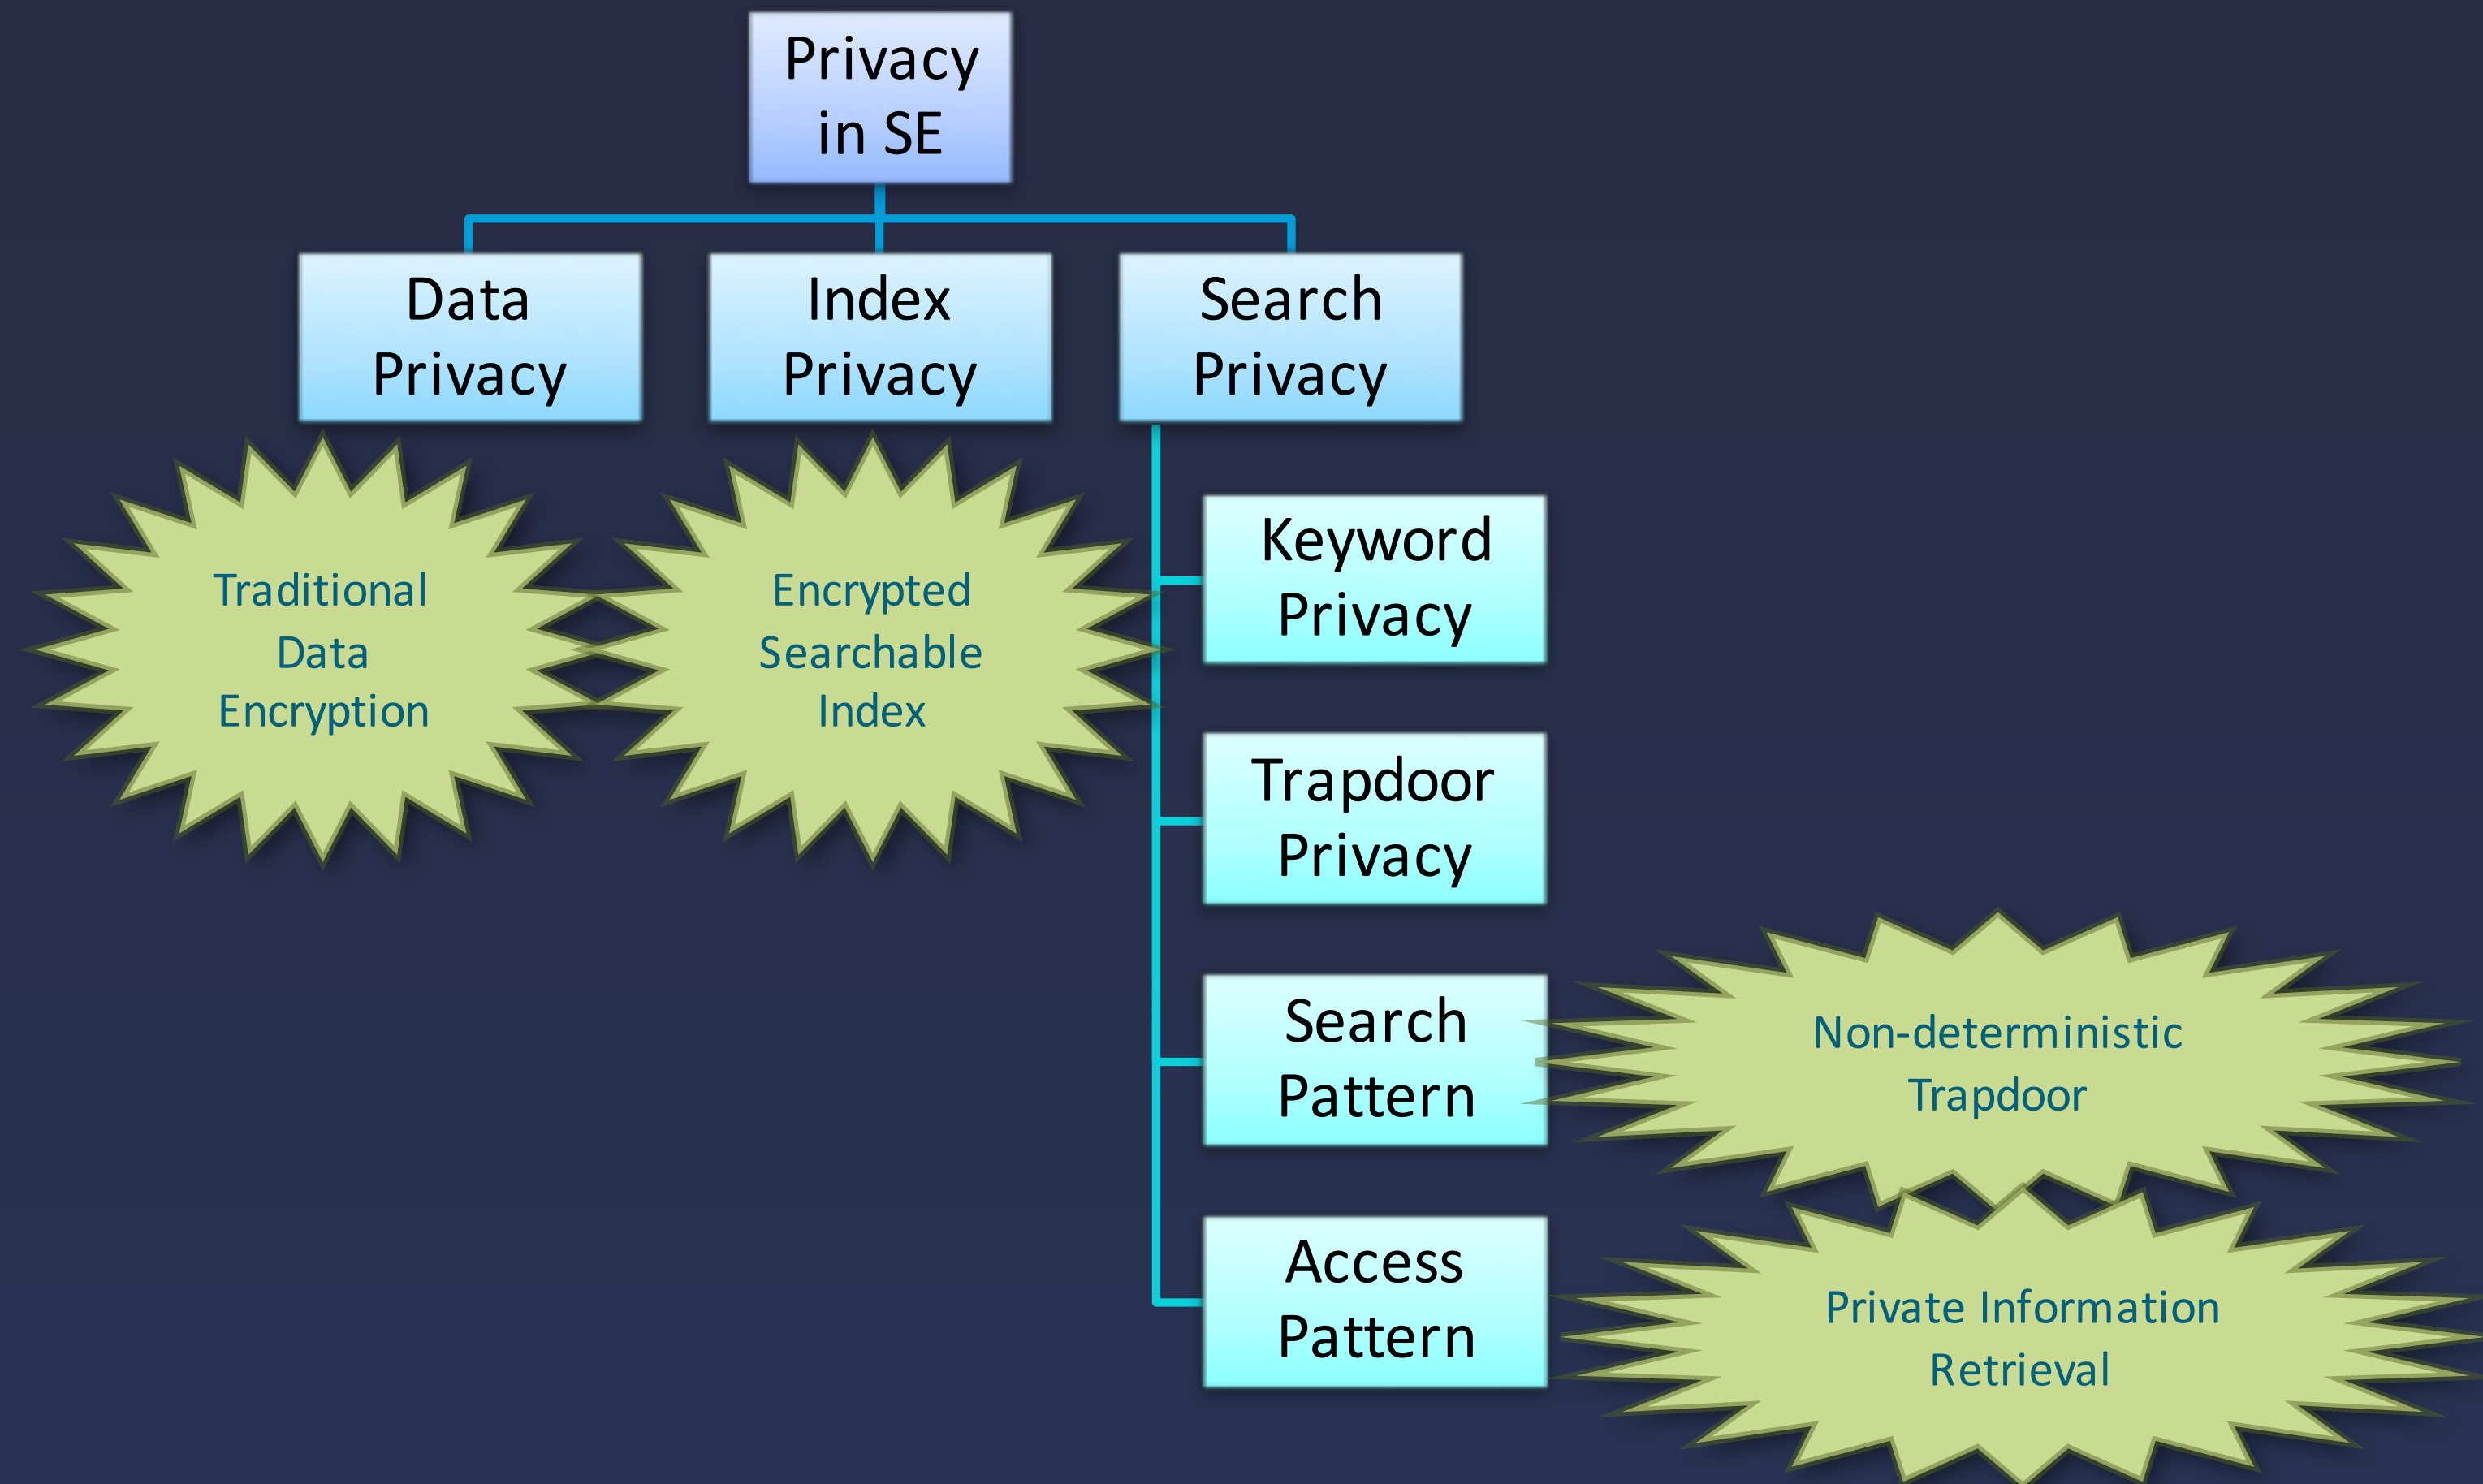 Privacy
in SE
Data
Privacy
Index
Privacy
Search
Privacy
Traditional
Data
Encryption
Encrypted
Searchable
Index
Keyword
Privacy
Trapdoor
Privacy
Search
Pattern
Non-deterministic
Trapdoor
Access
Pattern
Private Information
Retrieval